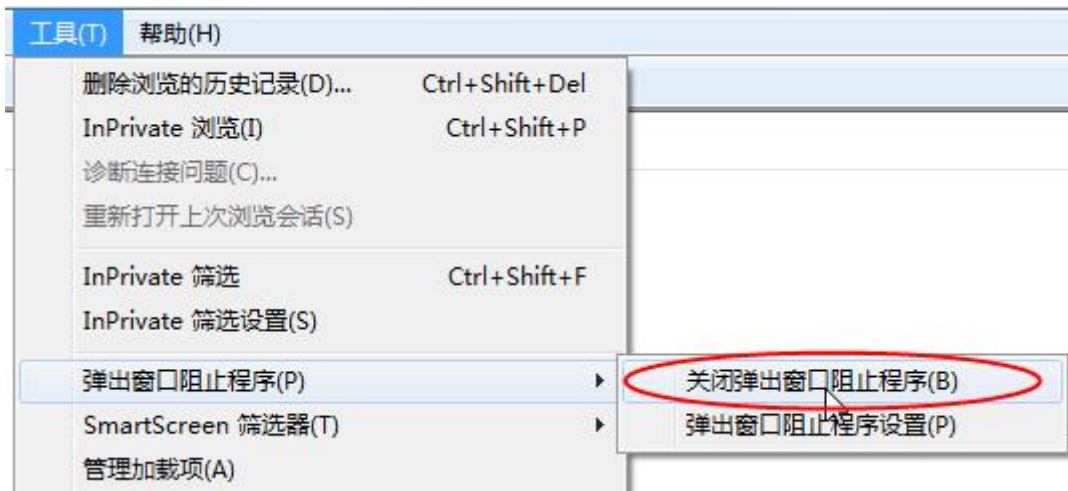 工具(T) 帮助(H)
删除浏览的历史记录(D)... Ctrl+Shift+Del
InPrivate 浏览(I) Ctrl+Shift+P
诊断连接问题(C)...
重新打开上次浏览会话(S)
InPrivate 筛选 Ctrl+Shift+F
InPrivate 筛选设置(S)
弹出窗口阻止程序(P) 关闭弹出窗口阻止程序(B)
SmartScreen 筛选器(T) 弹出窗口阻止程序设置(P)
管理加载项(A)